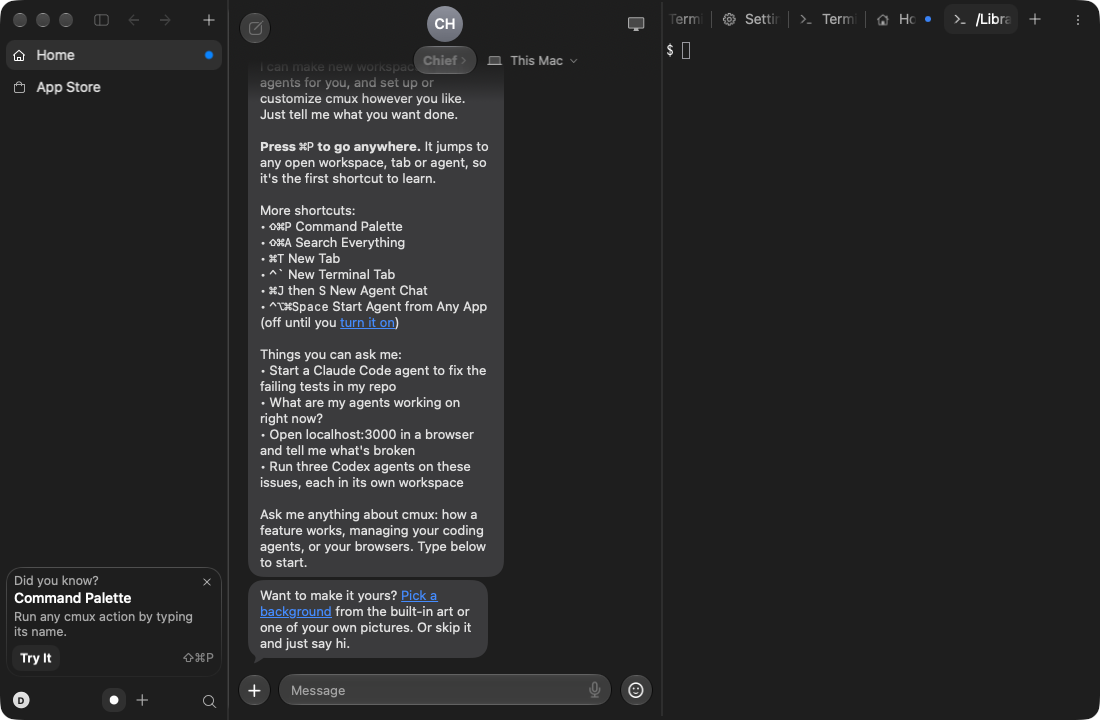 Home
App Store
Did you know?
Command Palette
Run any cmux action by typing
its name.
Try It
⇧⌘P
D
CH
Chief
This Mac
I can make new workspac
agents for you, and set up or
customize cmux however you like.
Just tell me what you want done.
Press ⌘P to go anywhere. It jumps to
any open workspace, tab or agent, so
it's the first shortcut to learn.
More shortcuts:
• ⇧⌘P Command Palette
• ⇧⌘A Search Everything
• ⌘T New Tab
• ^` New Terminal Tab
• ⌘J then S New Agent Chat
• ^⌥⌘Space Start Agent from Any App
(off until you turn it on)
Things you can ask me:
• Start a Claude Code agent to fix the
failing tests in my repo
• What are my agents working on
right now?
• Open localhost:3000 in a browser
and tell me what's broken
• Run three Codex agents on these
issues, each in its own workspace
Ask me anything about cmux: how a
feature works, managing your coding
agents, or your browsers. Type below
to start.
Want to make it yours? Pick a
background from the built-in art or
one of your own pictures. Or skip it
and just say hi.
Message
Termi
Settin
Termi
Ho
/Libra
$